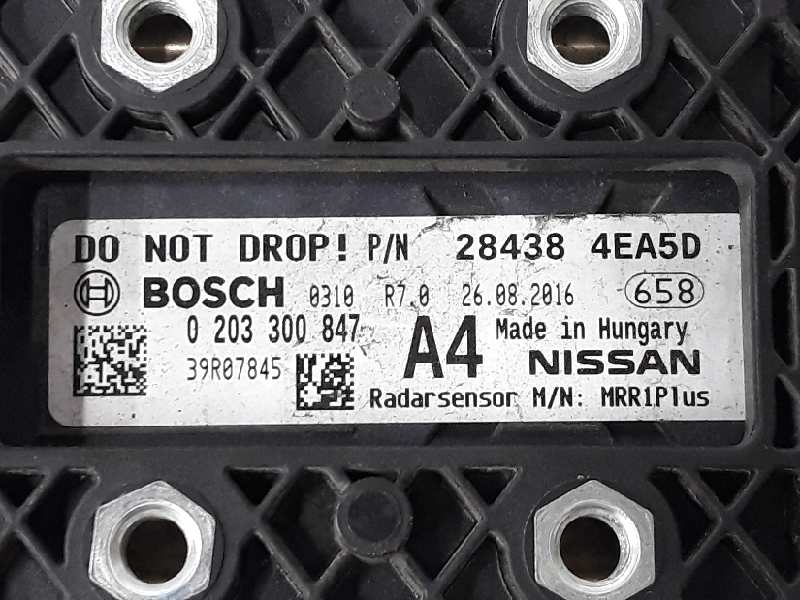 DO NOT DROP! P/N 28438 4EA5D
BOSCH 0310 R7.0 26.08.2016 658
0 203 300 847 A4 Made in Hungary
39R07845 NISSAN
Radarsensor M/N: MRR1Plus